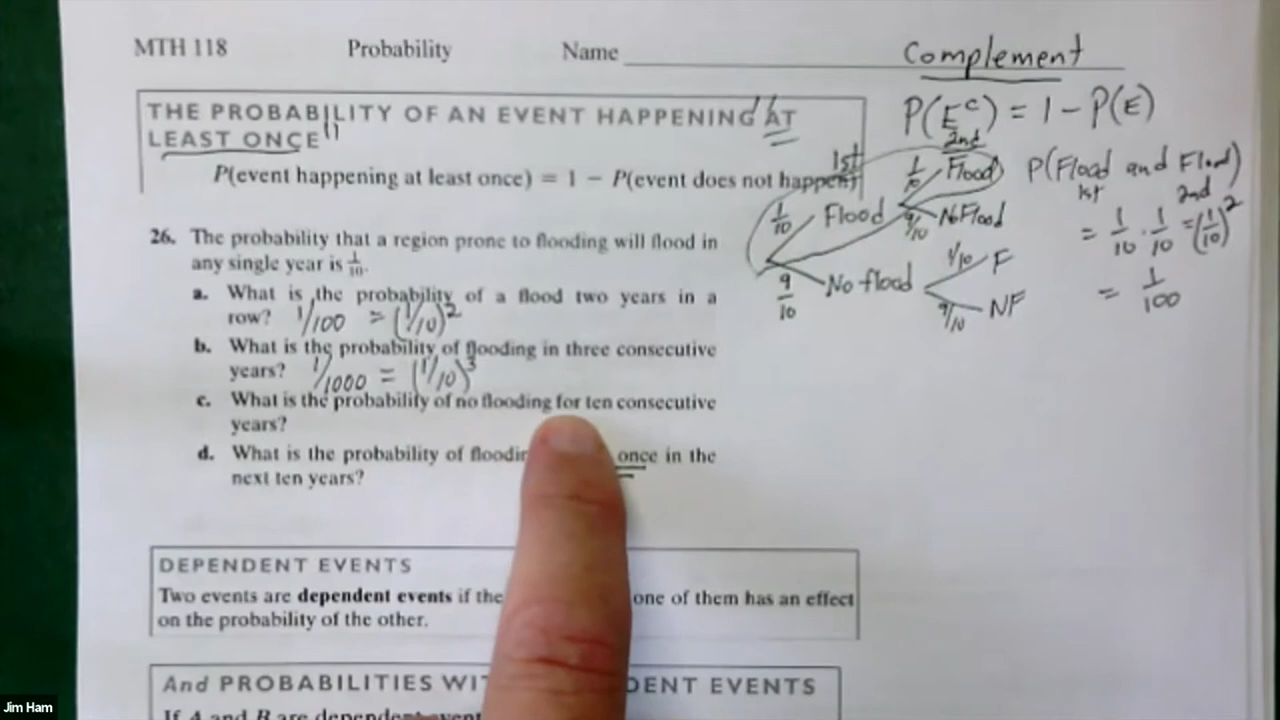 MTH 118 Probability Name
Complement
THE PROBABILITY OF AN EVENT HAPPENING "AT
LEAST ONCE"
P(event happening at least once) = 1 − P(event does not happen)
P(Eᶜ) = 1 - P(E)
1st
2nd
1/10 Flood
1/10 Flood
9/10 No Flood
9/10 No flood
1/10 F
9/10 NF
P(Flood and Flood)
1st 2nd
= 1/10 · 1/10 = (1/10)²
= 1/100
26. The probability that a region prone to flooding will flood in
any single year is 1/10.
a. What is the probability of a flood two years in a
row? 1/100 = (1/10)²
b. What is the probability of flooding in three consecutive
years? 1/1000 = (1/10)³
c. What is the probability of no flooding for ten consecutive
years?
d. What is the probability of once in the
next ten years?
DEPENDENT EVENTS
Two events are dependent events if the one of them has an effect
on the probability of the other.
And PROBABILITIES EVENTS
If A and B are dependent
Jim Ham